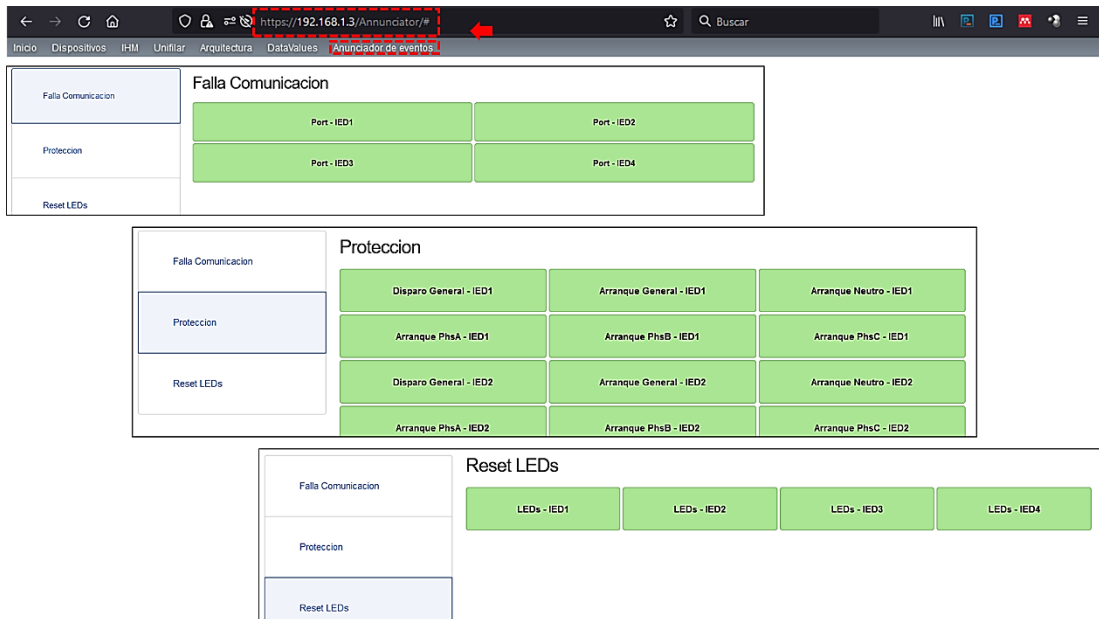 https://192.168.1.3/Annunciator/#
Buscar
Inicio Dispositivos IHM Unifilar Arquitectura DataValues Anunciador de eventos
Falla Comunicacion
Proteccion
Reset LEDs
Falla Comunicacion
Port - IED1 Port - IED2
Port - IED3 Port - IED4
Falla Comunicacion
Proteccion
Reset LEDs
Proteccion
Disparo General - IED1 Arranque General - IED1 Arranque Neutro - IED1
Arranque PhsA - IED1 Arranque PhsB - IED1 Arranque PhsC - IED1
Disparo General - IED2 Arranque General - IED2 Arranque Neutro - IED2
Arranque PhsA - IED2 Arranque PhsB - IED2 Arranque PhsC - IED2
Falla Comunicacion
Proteccion
Reset LEDs
Reset LEDs
LEDs - IED1 LEDs - IED2 LEDs - IED3 LEDs - IED4